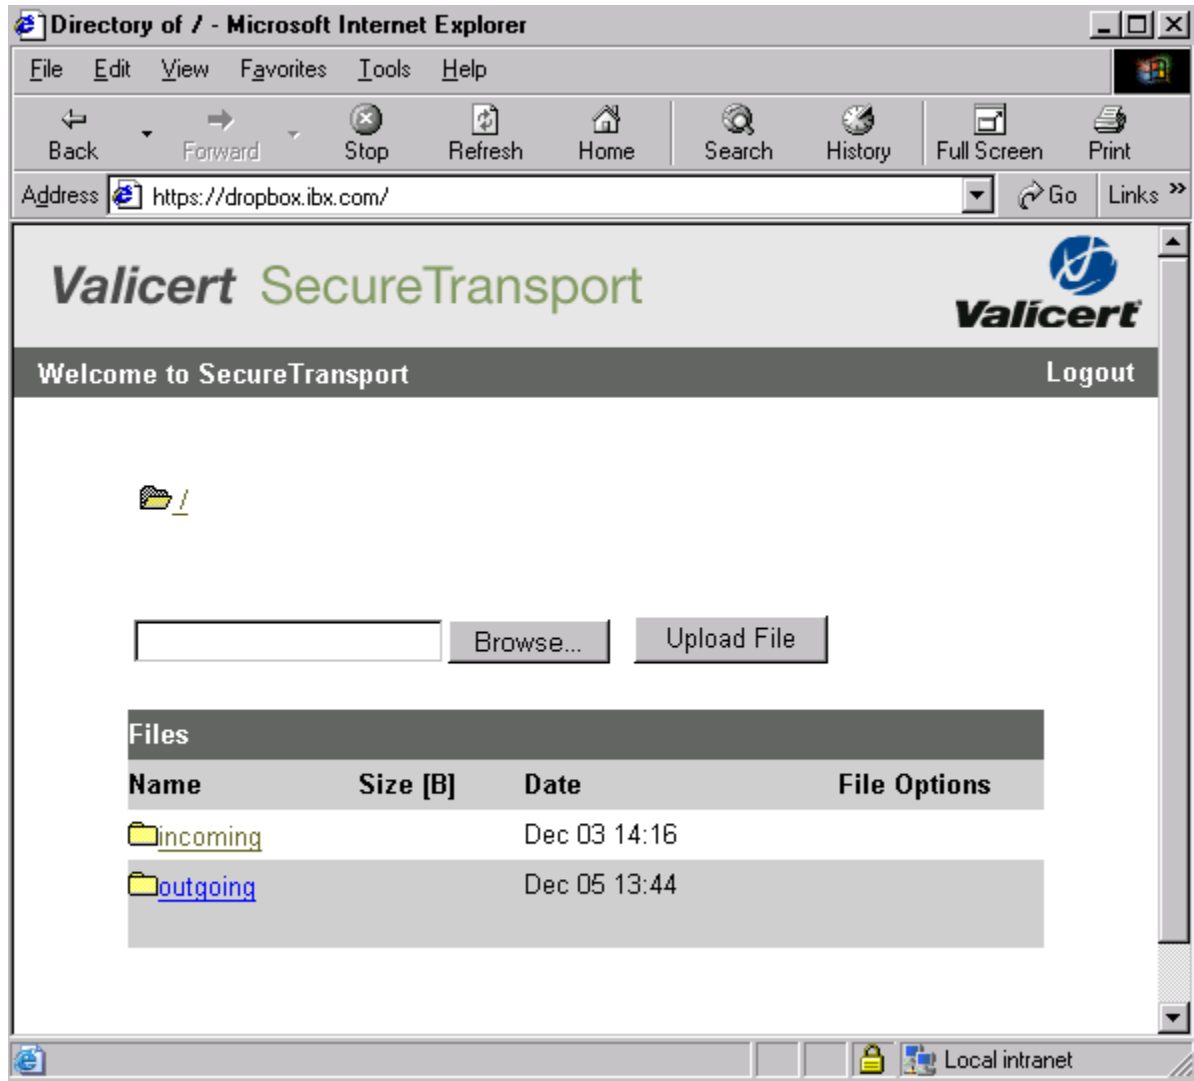 Directory of / - Microsoft Internet Explorer
File Edit View Favorites Tools Help
Back Forward Stop Refresh Home Search History Full Screen Print
Address https://dropbox.ibx.com/ Go Links »
Valicert SecureTransport Valicert
Welcome to SecureTransport Logout
/
Browse... Upload File
Files
Name Size [B] Date File Options
incoming Dec 03 14:16
outgoing Dec 05 13:44
Local intranet